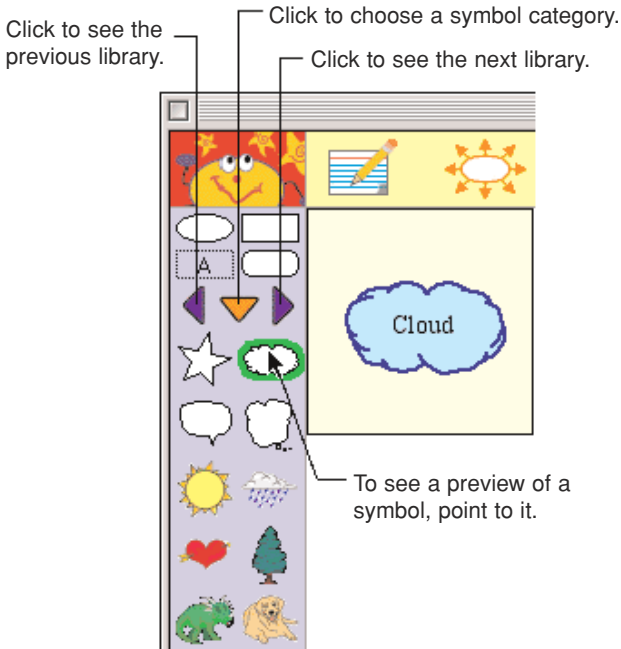 Click to choose a symbol category.
Click to see the
previous library.
Click to see the next library.
A
Cloud
To see a preview of a
symbol, point to it.